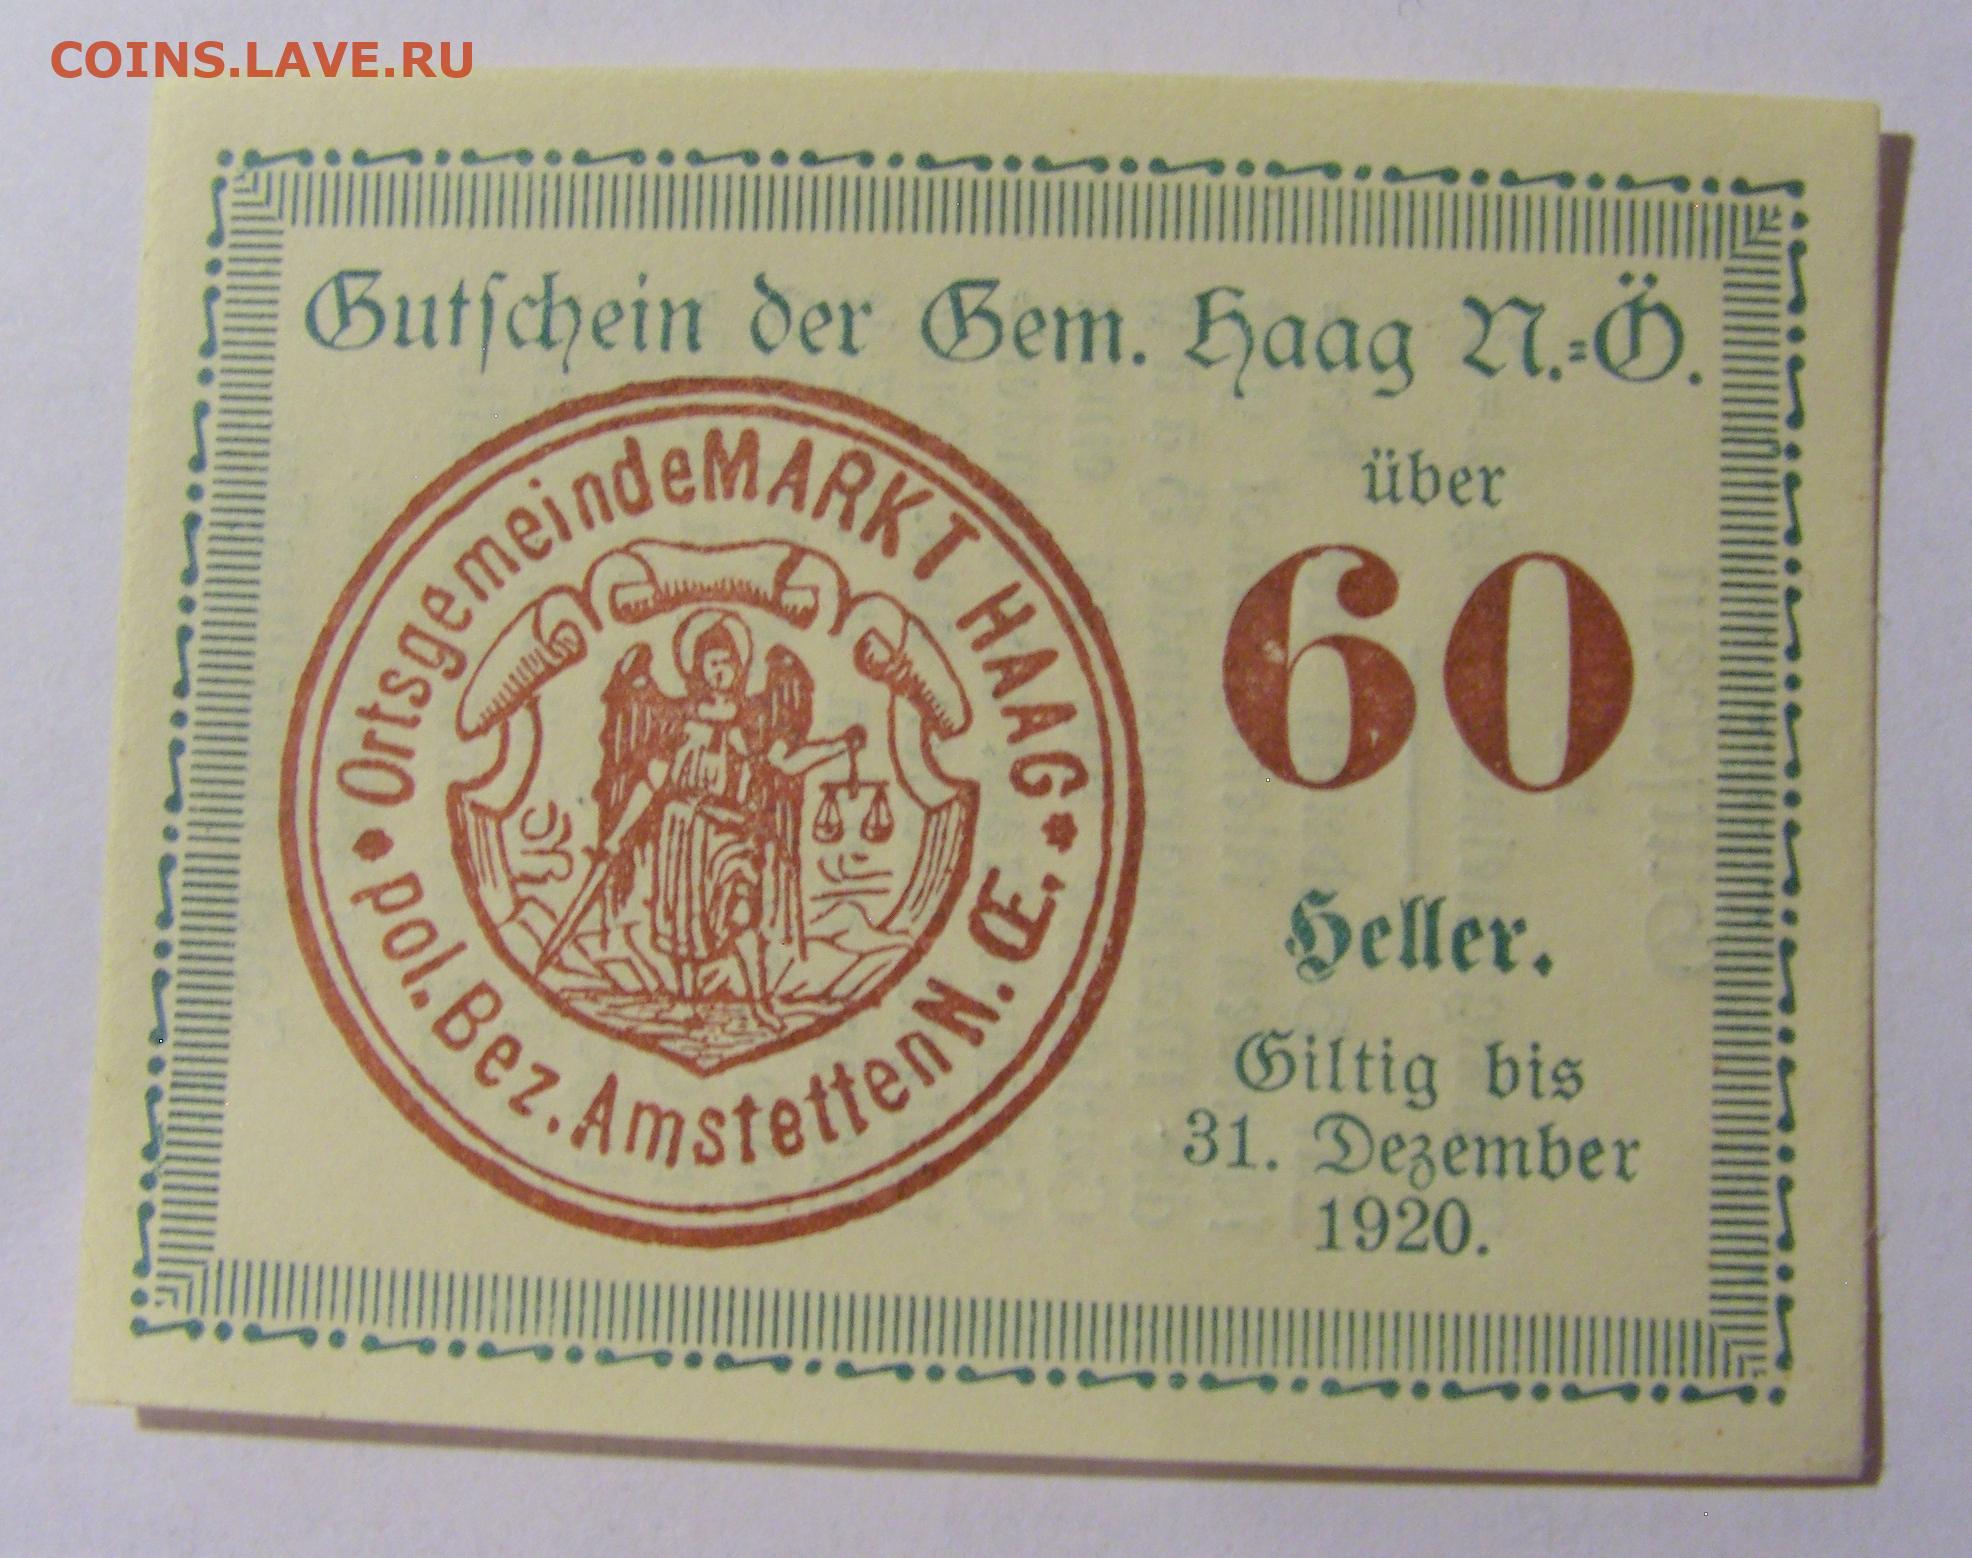 COINS.LAVE.RU
Gutſchein der Gem. Haag N.=Ö.
OrtsgemeindeMARKT HAAG
pol. Bez. Amstetten N. Œ.
über
60
Heller.
Giltig bis
31. Dezember
1920.